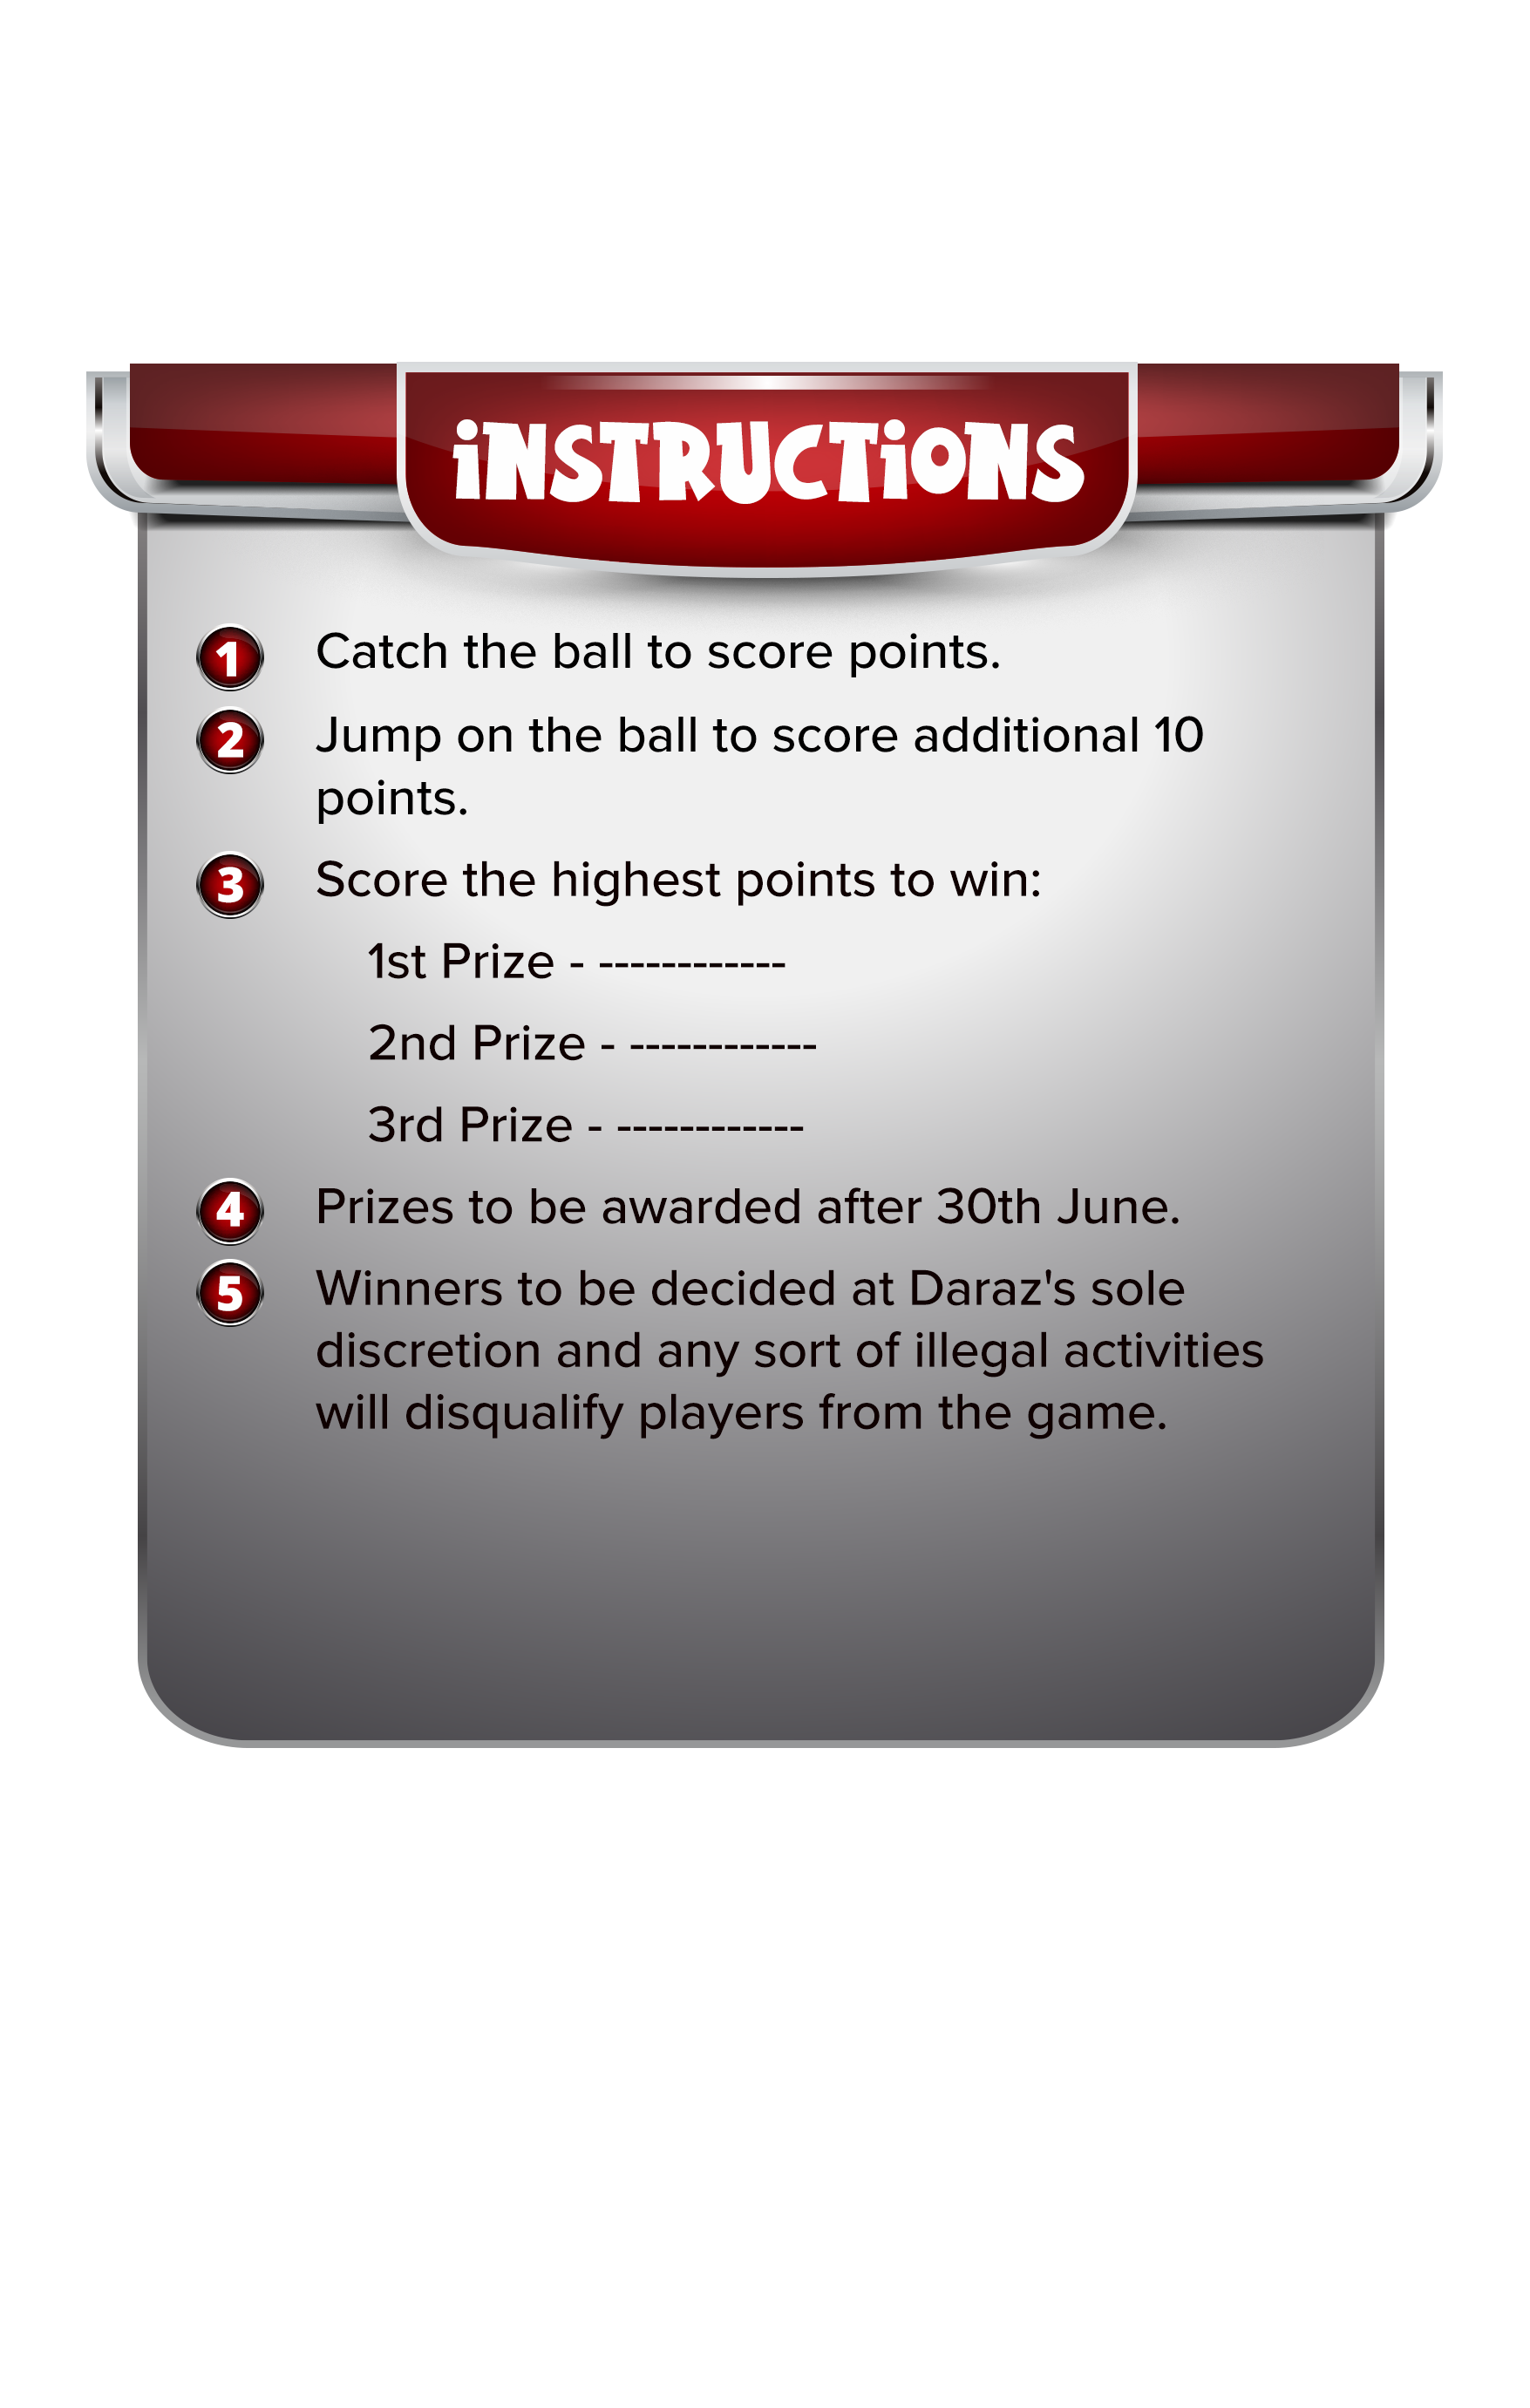 iNSTRUCTiONS
1 Catch the ball to score points.
2 Jump on the ball to score additional 10
points.
3 Score the highest points to win:
1st Prize - ------------
2nd Prize - ------------
3rd Prize - ------------
4 Prizes to be awarded after 30th June.
5 Winners to be decided at Daraz's sole
discretion and any sort of illegal activities
will disqualify players from the game.